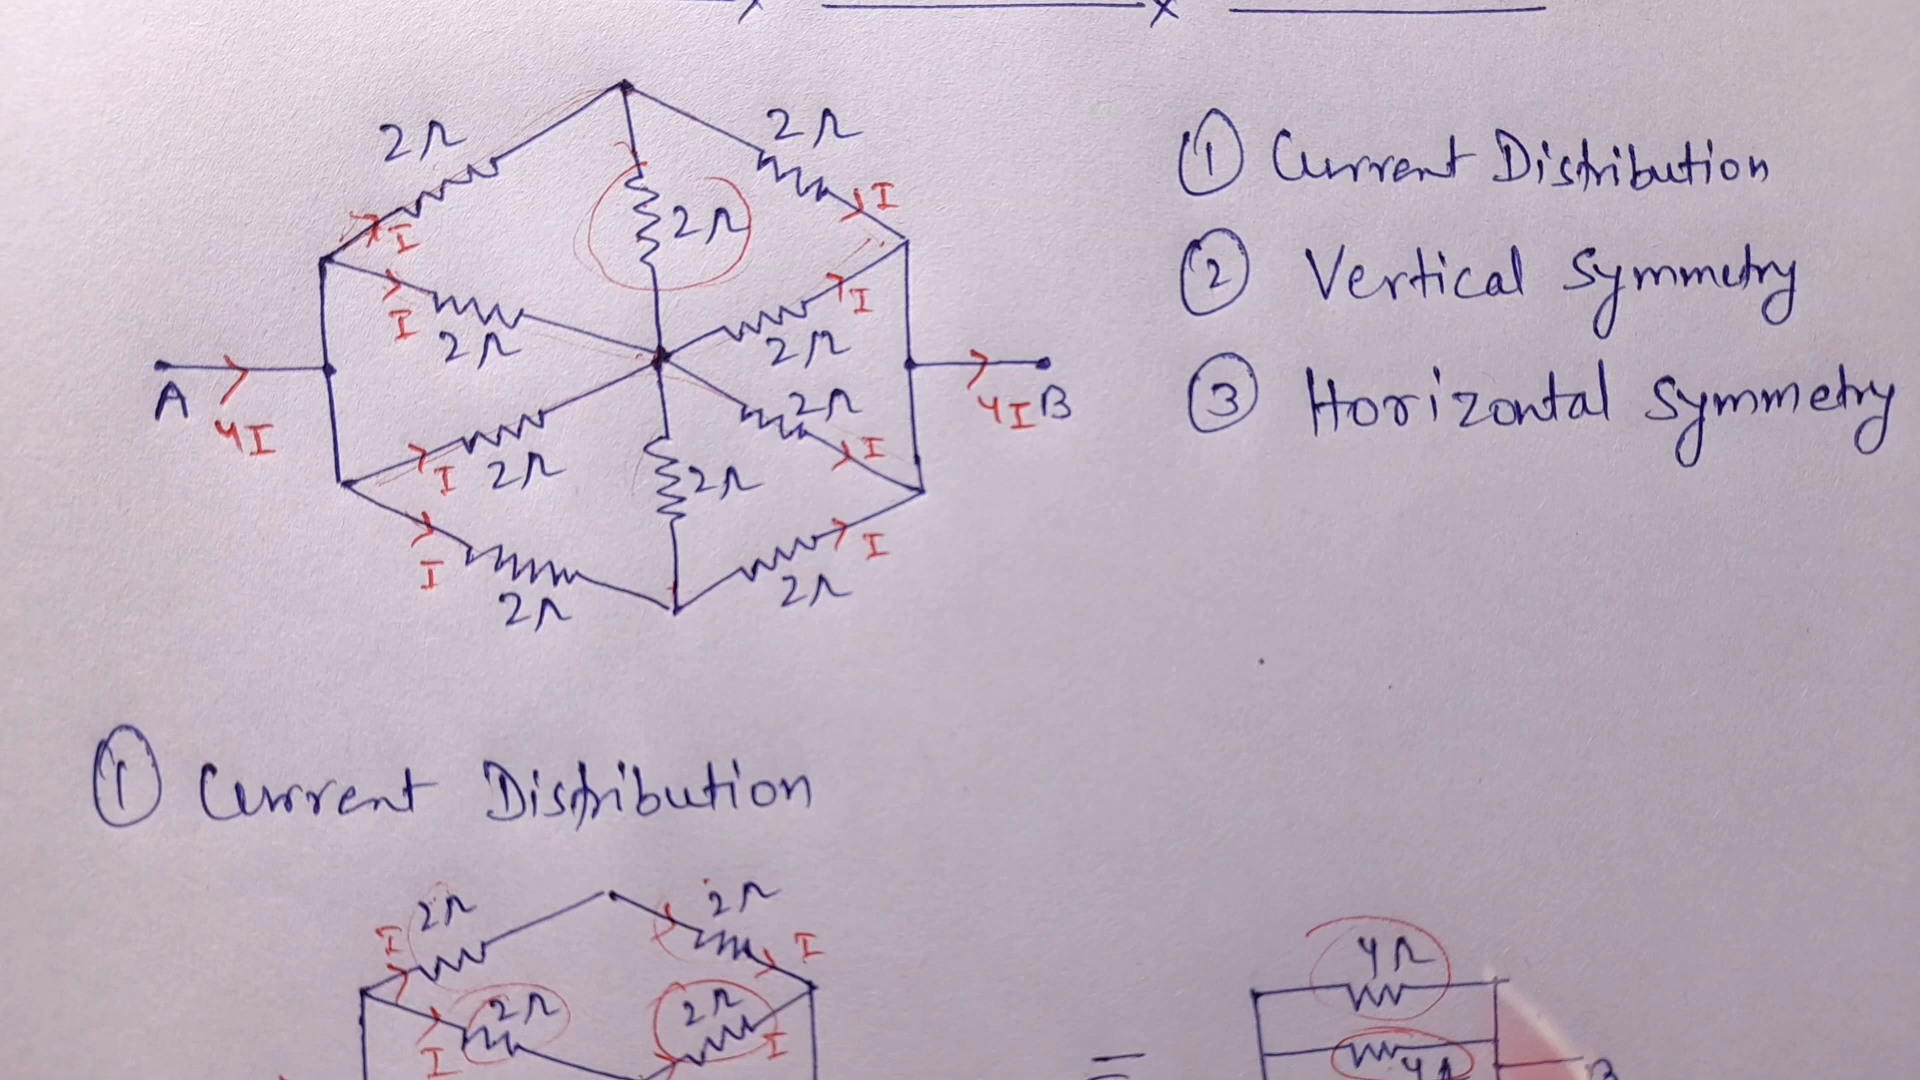 2Ω 2Ω
I I
2Ω
I I
2Ω 2Ω
A 4I
4I B
2Ω
I 2Ω I
2Ω
I I
2Ω 2Ω
① Current Distribution
② Vertical Symmetry
③ Horizontal Symmetry
① Current Distribution
2Ω 2Ω
I I
2Ω 2Ω
I I
=
4Ω
4Ω
B